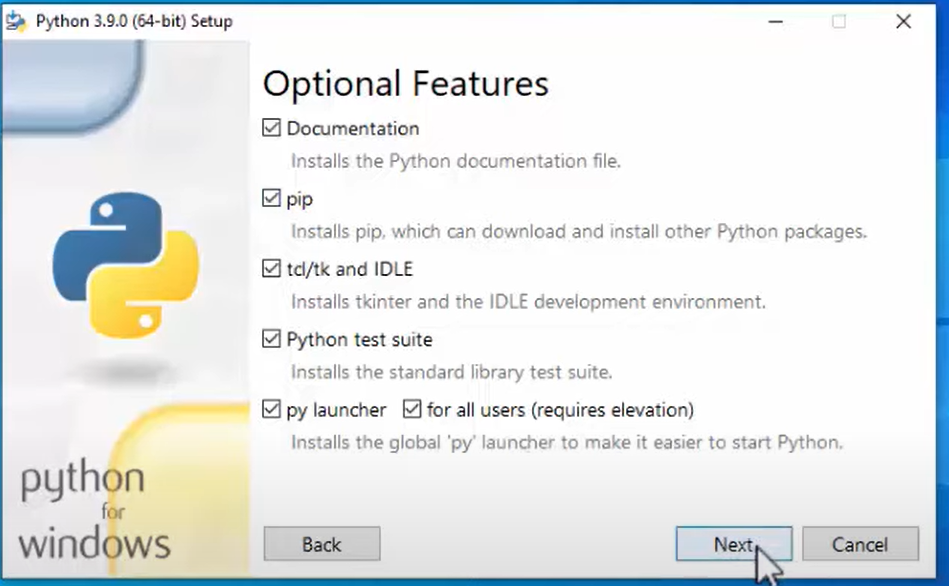 Python 3.9.0 (64-bit) Setup
Optional Features
Documentation
Installs the Python documentation file.
pip
Installs pip, which can download and install other Python packages.
tcl/tk and IDLE
Installs tkinter and the IDLE development environment.
Python test suite
Installs the standard library test suite.
py launcher for all users (requires elevation)
Installs the global 'py' launcher to make it easier to start Python.
python
for
windows
Back Next Cancel